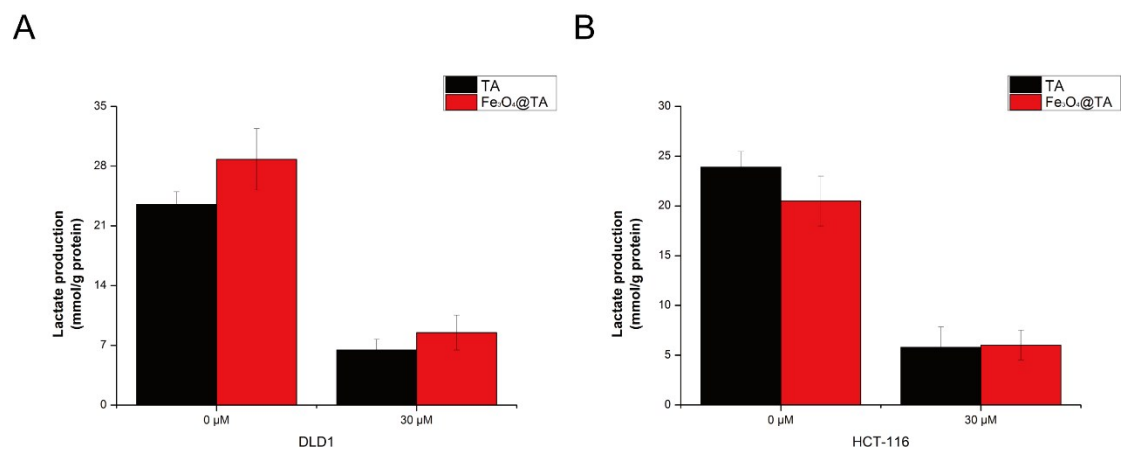 A
TA
Fe₃O₄@TA
35
28
21
14
7
0
Lactate production
(mmol/g protein)
0 μM
30 μM
DLD1
B
TA
Fe₃O₄@TA
30
25
20
15
10
5
0
Lactate production
(mmol/g protein)
0 μM
30 μM
HCT-116